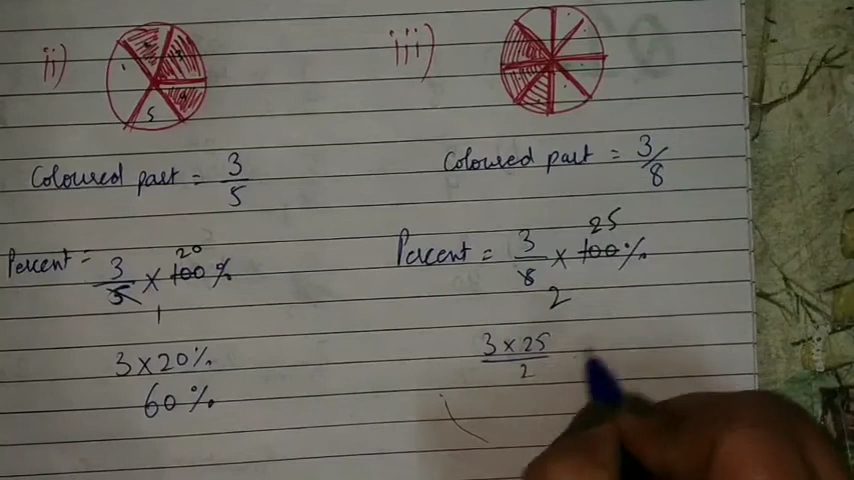 ii)
5
Coloured part = 3/5
Percent = 3/5 × 100 %
20
1
3 × 20 %
60 %
iii)
Coloured part = 3/8
Percent = 3/8 × 100 %
25
2
3 × 25
2